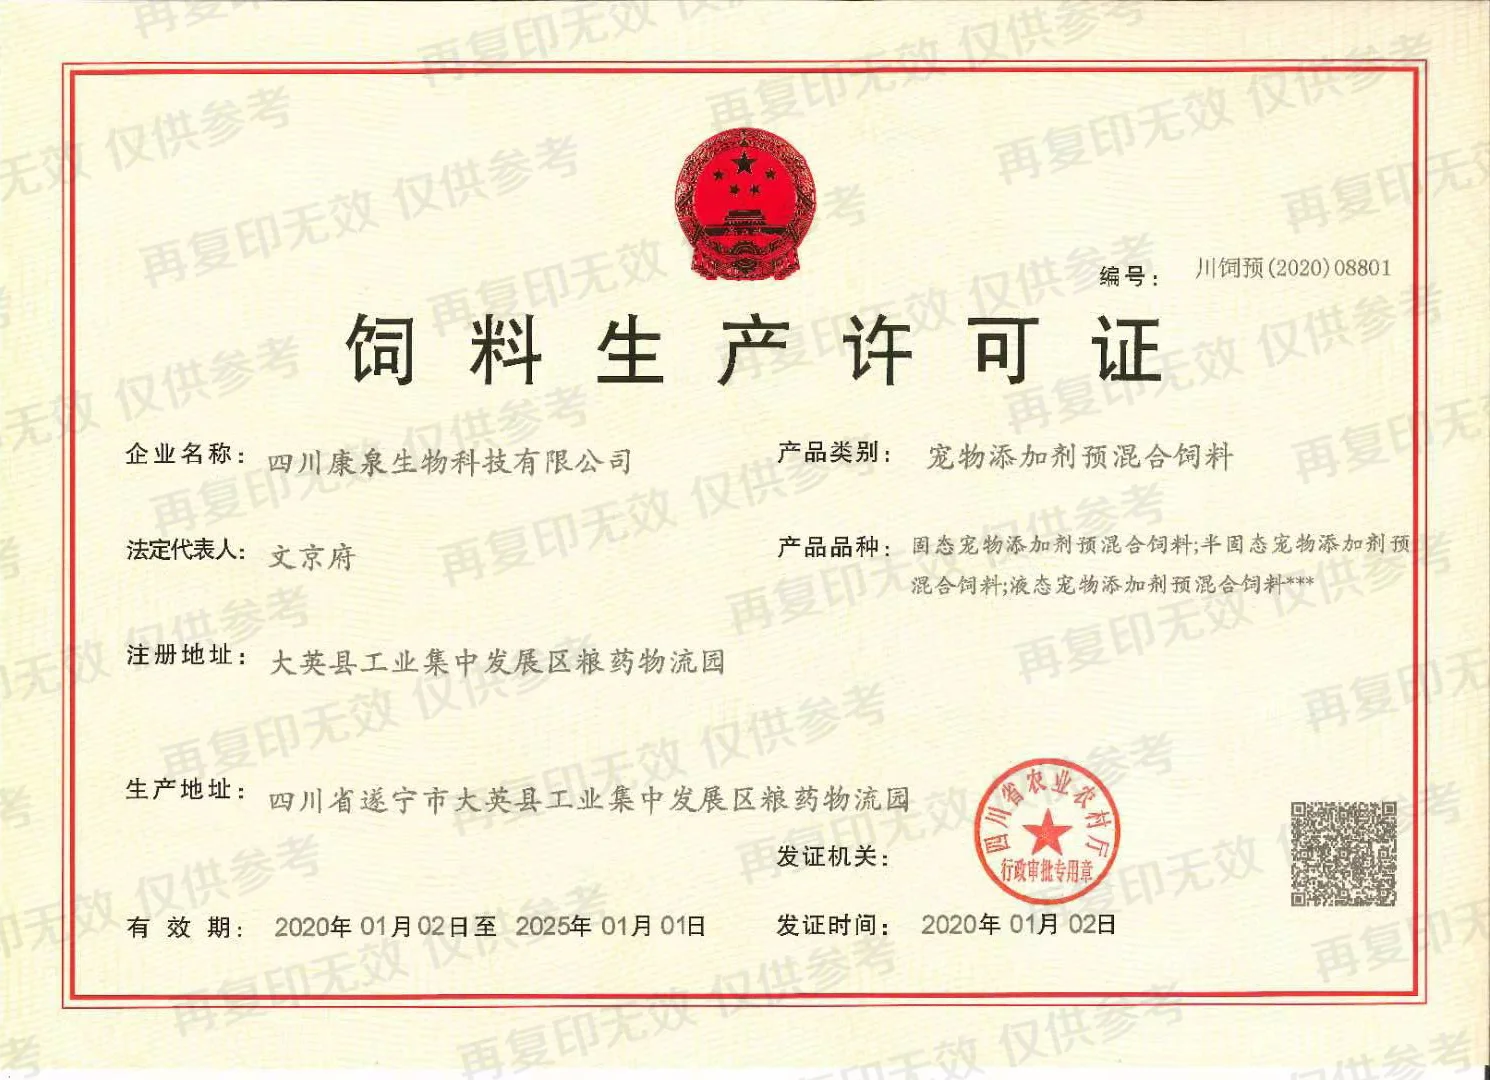 编号： 川饲预(2020)08801
饲料生产许可证
企业名称： 四川康泉生物科技有限公司
产品类别： 宠物添加剂预混合饲料
法定代表人： 文京府
产品品种： 固态宠物添加剂预混合饲料;半固态宠物添加剂预
混合饲料;液态宠物添加剂预混合饲料***
注册地址： 大英县工业集中发展区粮药物流园
生产地址： 四川省遂宁市大英县工业集中发展区粮药物流园
发证机关：
四川省农业农村厅
行政审批专用章
有效期： 2020年01月02日至 2025年01月01日
发证时间： 2020年01月02日
再复印无效 仅供参考